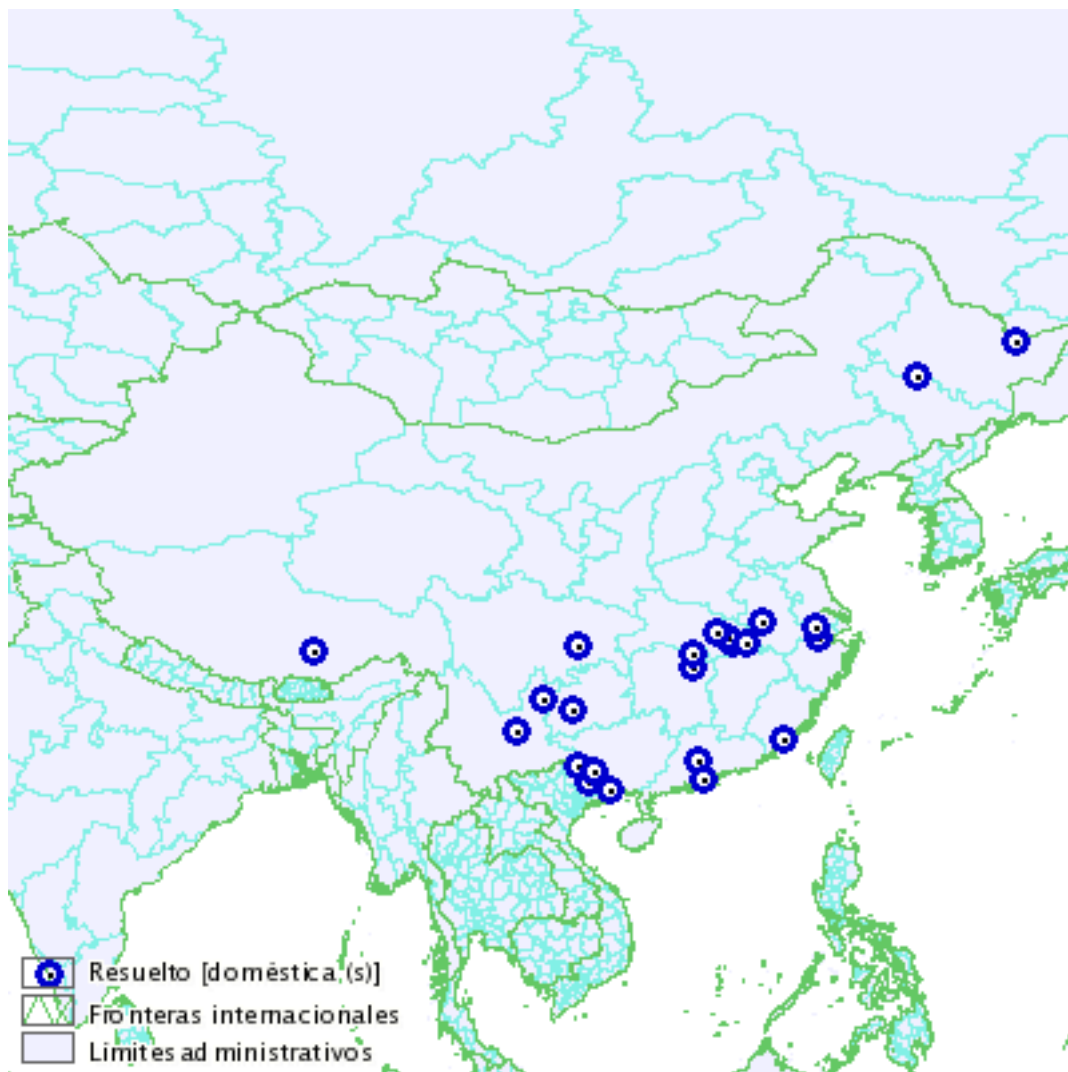 Resuelto [doméstica (s)]
Fronteras internacionales
Límites administrativos